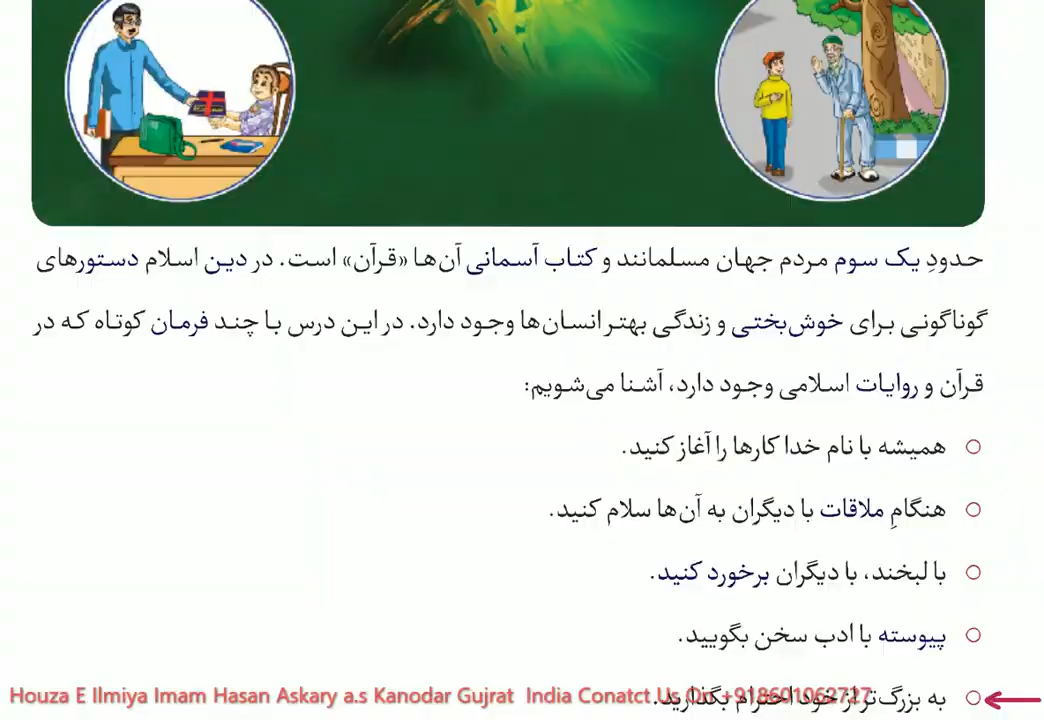 حدودِ یک سوم مردم جهان مسلمانند و کتاب آسمانی آن‌ها «قرآن» است. در دین اسلام دستورهای
گوناگونی برای خوش‌بختی و زندگی بهتر انسان‌ها وجود دارد. در این درس با چند فرمان کوتاه که در
قرآن و روایات اسلامی وجود دارد، آشنا می‌شویم:
○ همیشه با نام خدا کارها را آغاز کنید.
○ هنگامِ ملاقات با دیگران به آن‌ها سلام کنید.
○ با لبخند، با دیگران برخورد کنید.
○ پیوسته با ادب سخن بگویید.
○ به بزرگ‌تر از خود احترام بگذارید.
Houza E Ilmiya Imam Hasan Askary a.s Kanodar Gujrat India Conatct Us On +918601062727